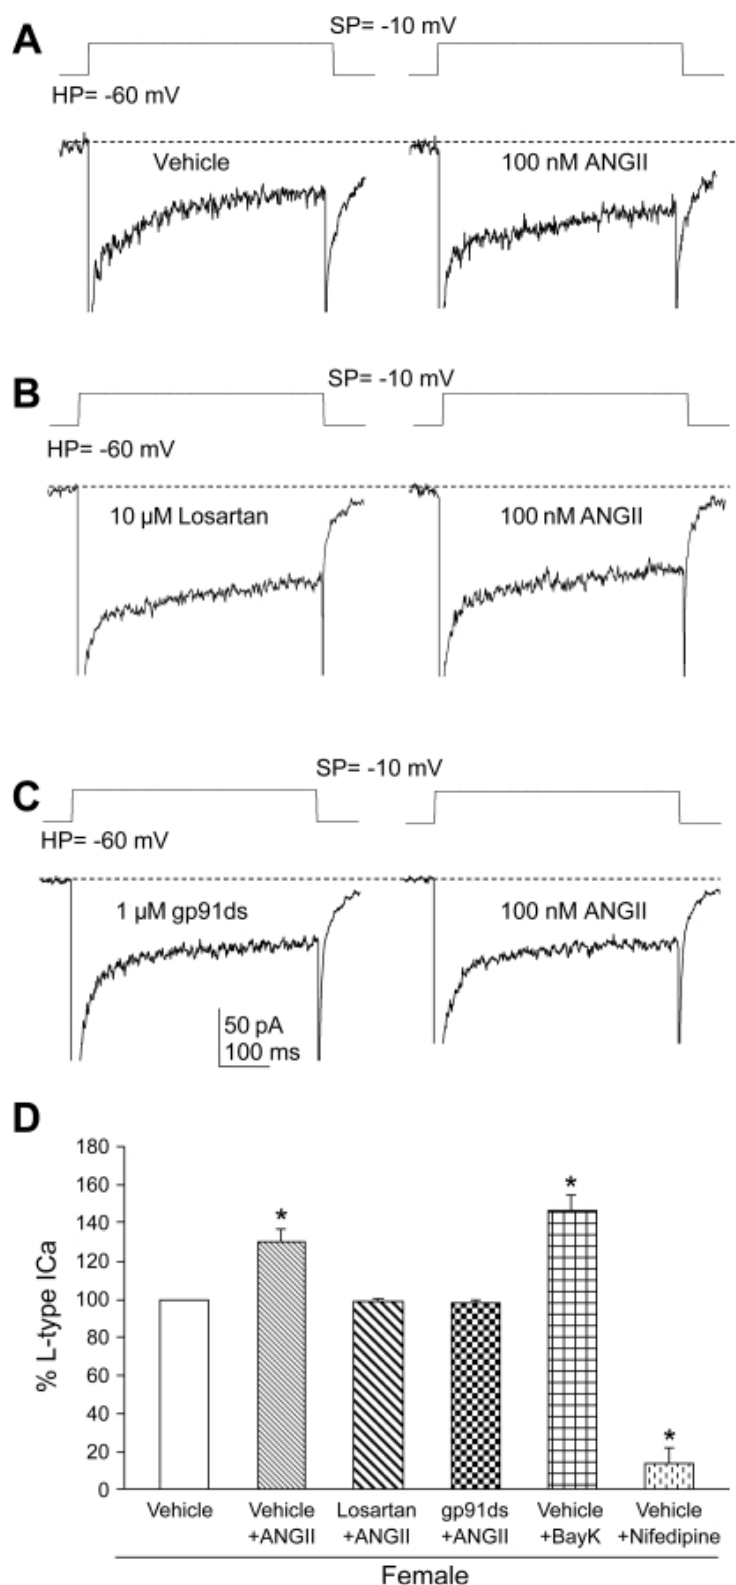 A
SP= -10 mV
HP= -60 mV
Vehicle
100 nM ANGII
B
SP= -10 mV
HP= -60 mV
10 µM Losartan
100 nM ANGII
C
SP= -10 mV
HP= -60 mV
1 µM gp91ds
100 nM ANGII
50 pA
100 ms
D
% L-type ICa
180
160
140
120
100
80
60
40
20
0
*
*
*
Vehicle
Vehicle
+ANGII
Losartan
+ANGII
gp91ds
+ANGII
Vehicle
+BayK
Vehicle
+Nifedipine
Female